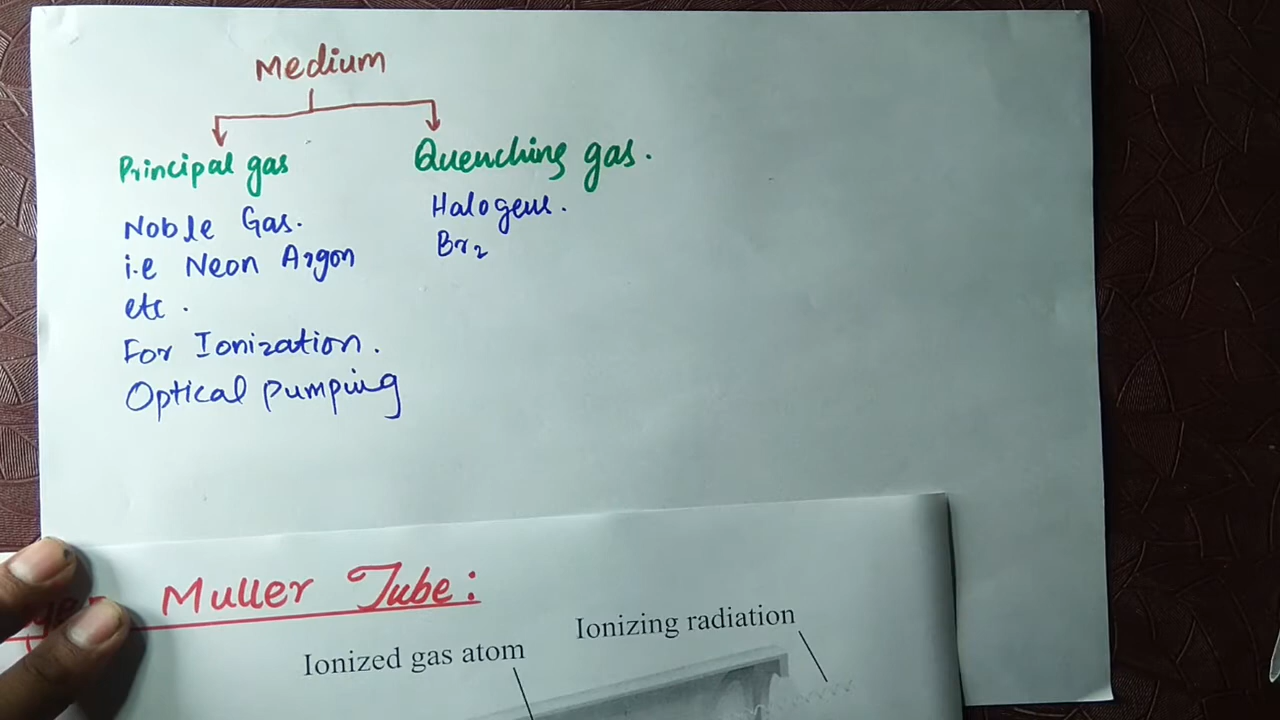 Medium
Principal gas
Noble Gas.
i.e Neon Argon
etc.
For Ionization.
Optical pumping
Quenching gas.
Halogens.
Br2
Muller Tube:
Ionizing radiation
Ionized gas atom